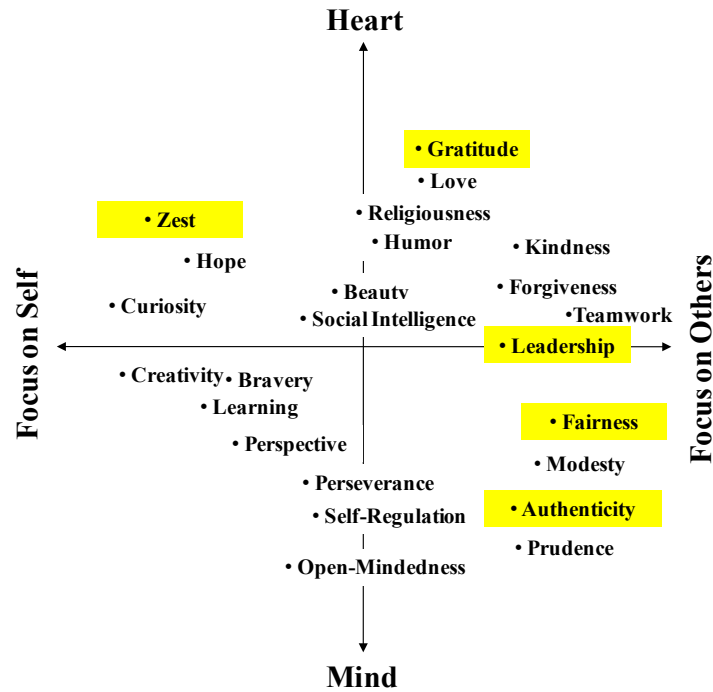 Heart
• Gratitude
• Love
• Religiousness
• Zest
• Humor
• Kindness
• Hope
• Forgiveness
• Beautv
• Curiosity
• Teamwork
• Social Intelligence
Focus on Self
Focus on Others
• Leadership
• Creativity
• Bravery
• Learning
• Fairness
• Perspective
• Modesty
• Perseverance
• Authenticity
• Self-Regulation
• Prudence
• Open-Mindedness
Mind